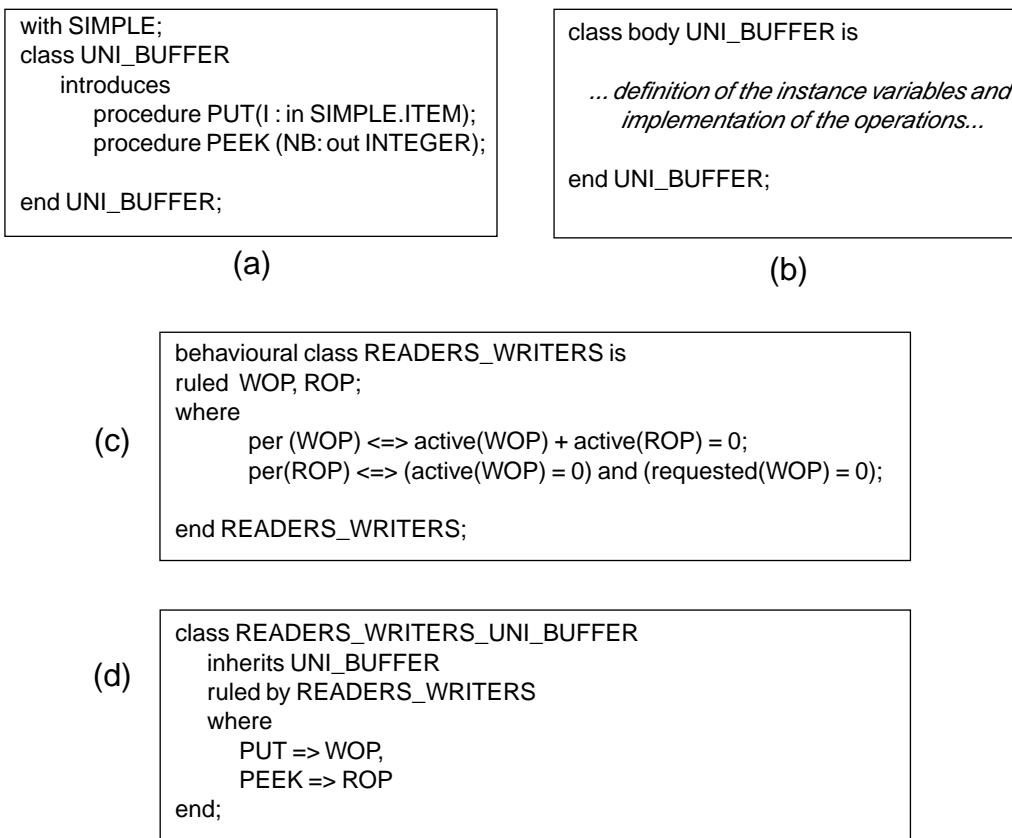 with SIMPLE;
class UNI_BUFFER
introduces
procedure PUT(I : in SIMPLE.ITEM);
procedure PEEK (NB: out INTEGER);
end UNI_BUFFER;
(a)
class body UNI_BUFFER is
... definition of the instance variables and
implementation of the operations...
end UNI_BUFFER;
(b)
(c)
behavioural class READERS_WRITERS is
ruled WOP, ROP;
where
per (WOP) <=> active(WOP) + active(ROP) = 0;
per(ROP) <=> (active(WOP) = 0) and (requested(WOP) = 0);
end READERS_WRITERS;
(d)
class READERS_WRITERS_UNI_BUFFER
inherits UNI_BUFFER
ruled by READERS_WRITERS
where
PUT => WOP,
PEEK => ROP
end;